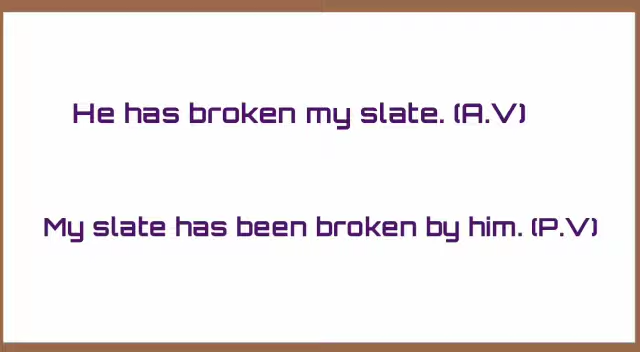 He has broken my slate. (A.V)
My slate has been broken by him. (P.V)